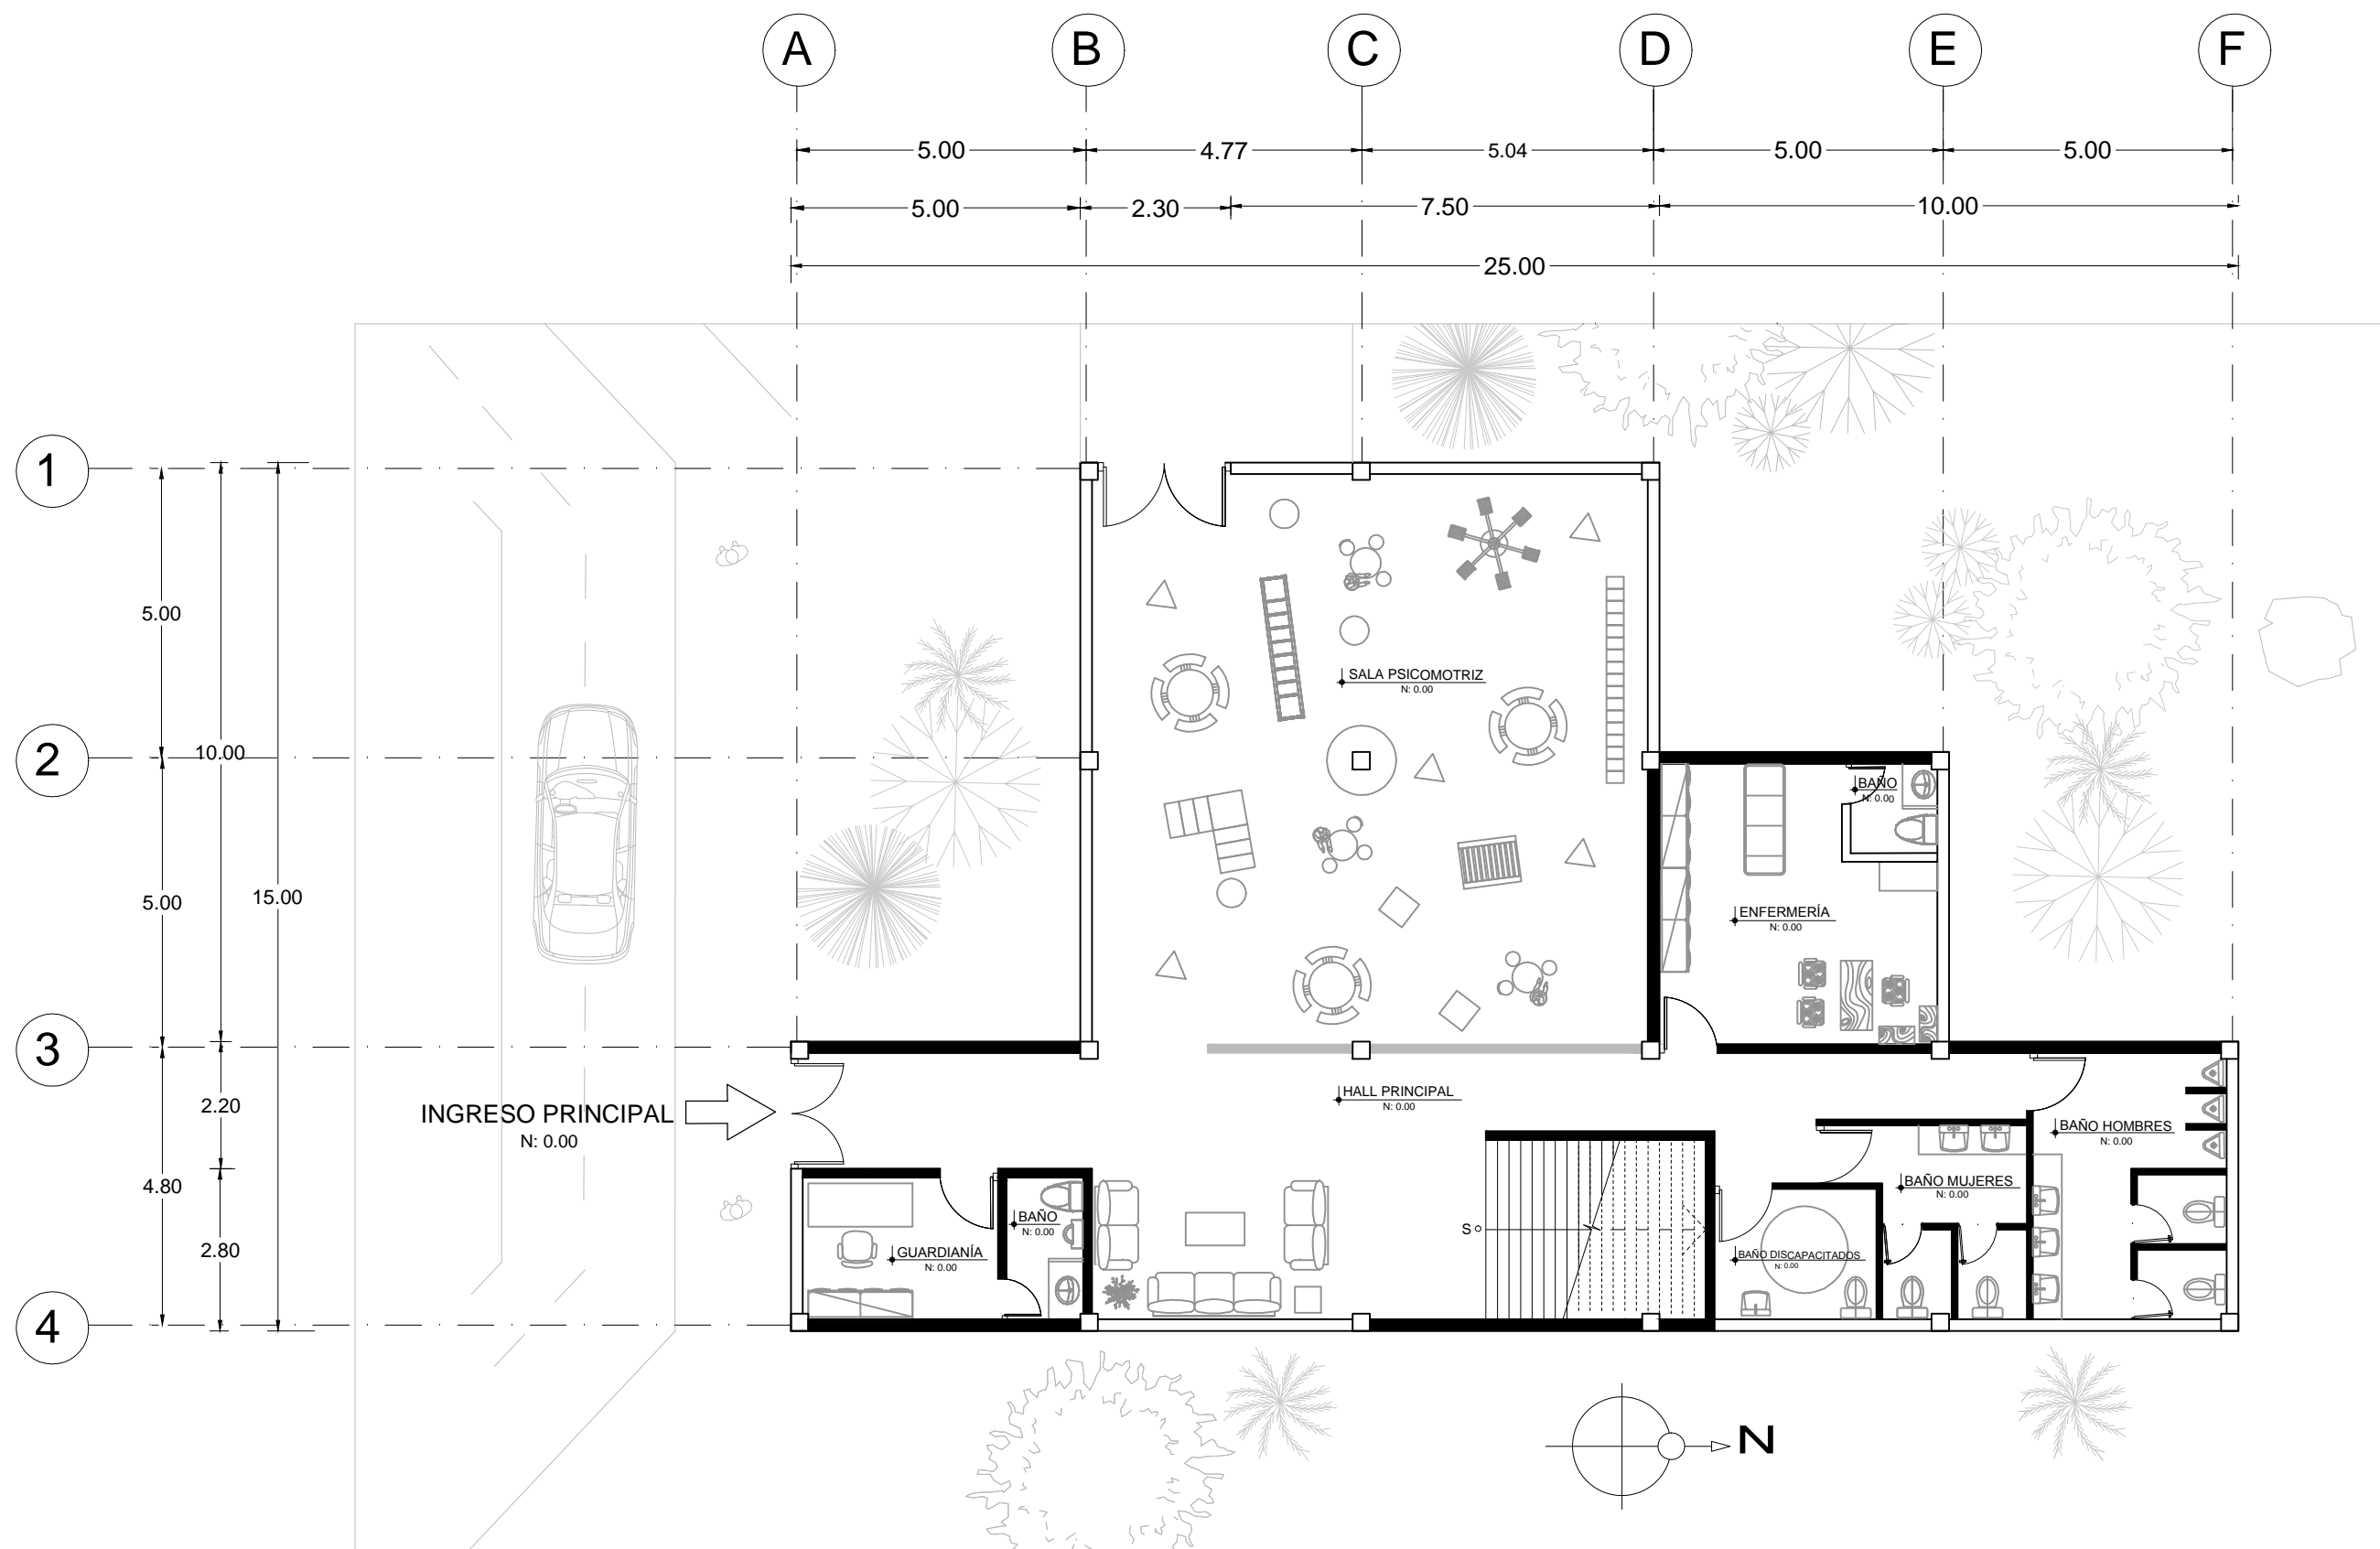 A B C D E F
5.00 4.77 5.04 5.00 5.00
5.00 2.30 7.50 10.00
25.00
1
5.00
SALA PSICOMOTRIZ
N: 0.00
2
10.00
BAÑO
N: 0.00
5.00
15.00
ENFERMERÍA
N: 0.00
3
HALL PRINCIPAL
N: 0.00
2.20
INGRESO PRINCIPAL
N: 0.00
BAÑO HOMBRES
N: 0.00
4.80
BAÑO MUJERES
N: 0.00
BAÑO
N: 0.00
S
2.80
GUARDIANÍA
N: 0.00
BAÑO DISCAPACITADOS
N: 0.00
4
N